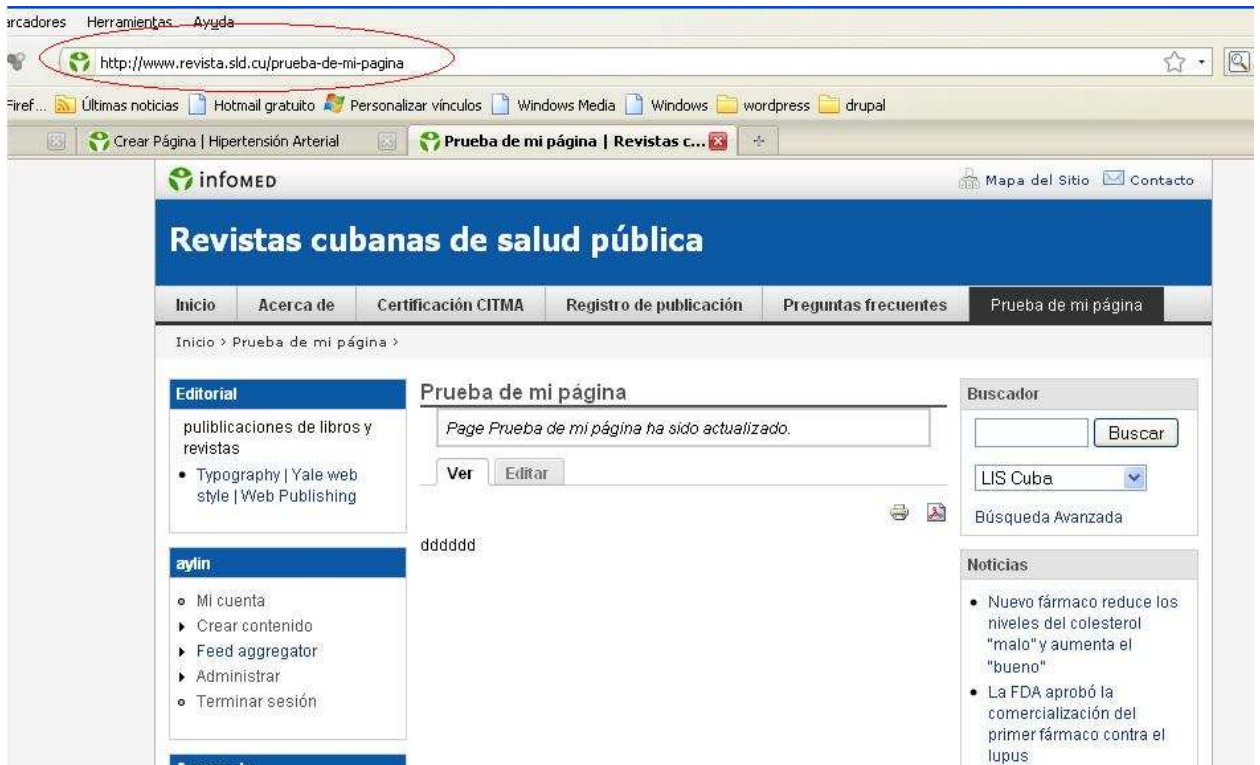 arcadores Herramientas Ayuda
http://www.revista.sld.cu/prueba-de-mi-pagina
Firef... Últimas noticias Hotmail gratuito Personalizar vínculos Windows Media Windows wordpress drupal
Crear Página | Hipertensión Arterial Prueba de mi página | Revistas c...
infOMED Mapa del Sitio Contacto
Revistas cubanas de salud pública
Inicio Acerca de Certificación CITMA Registro de publicación Preguntas frecuentes Prueba de mi página
Inicio > Prueba de mi página >
Editorial
puliblicaciones de libros y
revistas
Typography | Yale web
style | Web Publishing
aylin
Mi cuenta
Crear contenido
Feed aggregator
Administrar
Terminar sesión
Prueba de mi página
Page Prueba de mi página ha sido actualizado.
Ver Editar
dddddd
Buscador
Buscar
LIS Cuba
Búsqueda Avanzada
Noticias
Nuevo fármaco reduce los
niveles del colesterol
"malo" y aumenta el
"bueno"
La FDA aprobó la
comercialización del
primer fármaco contra el
lupus